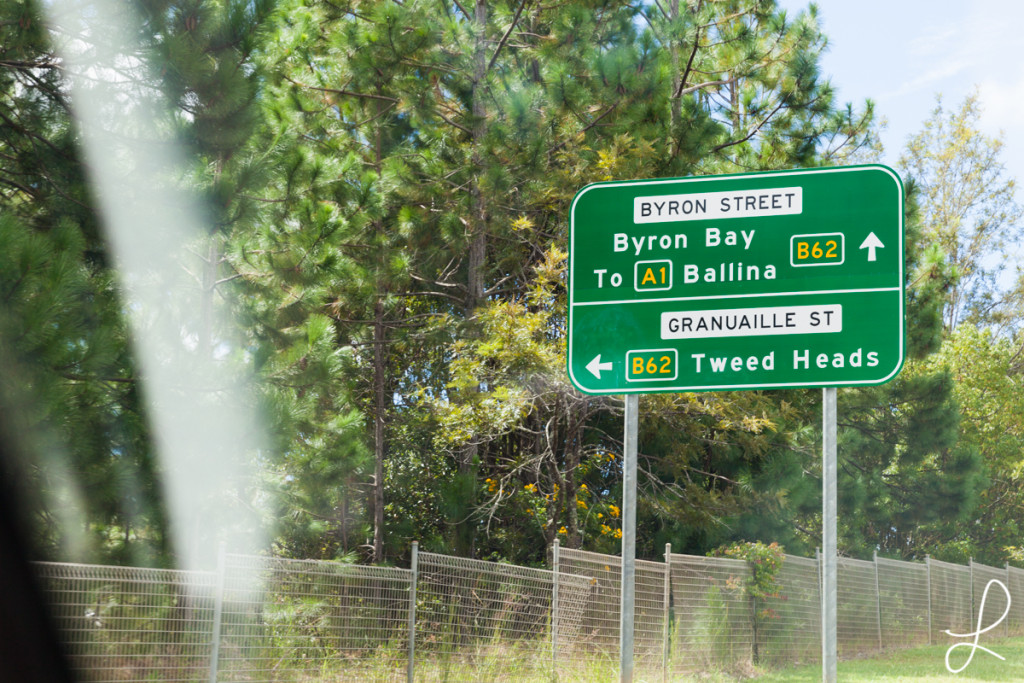 BYRON STREET
Byron Bay
B62
To A1 Ballina
GRANUAILLE ST
B62 Tweed Heads